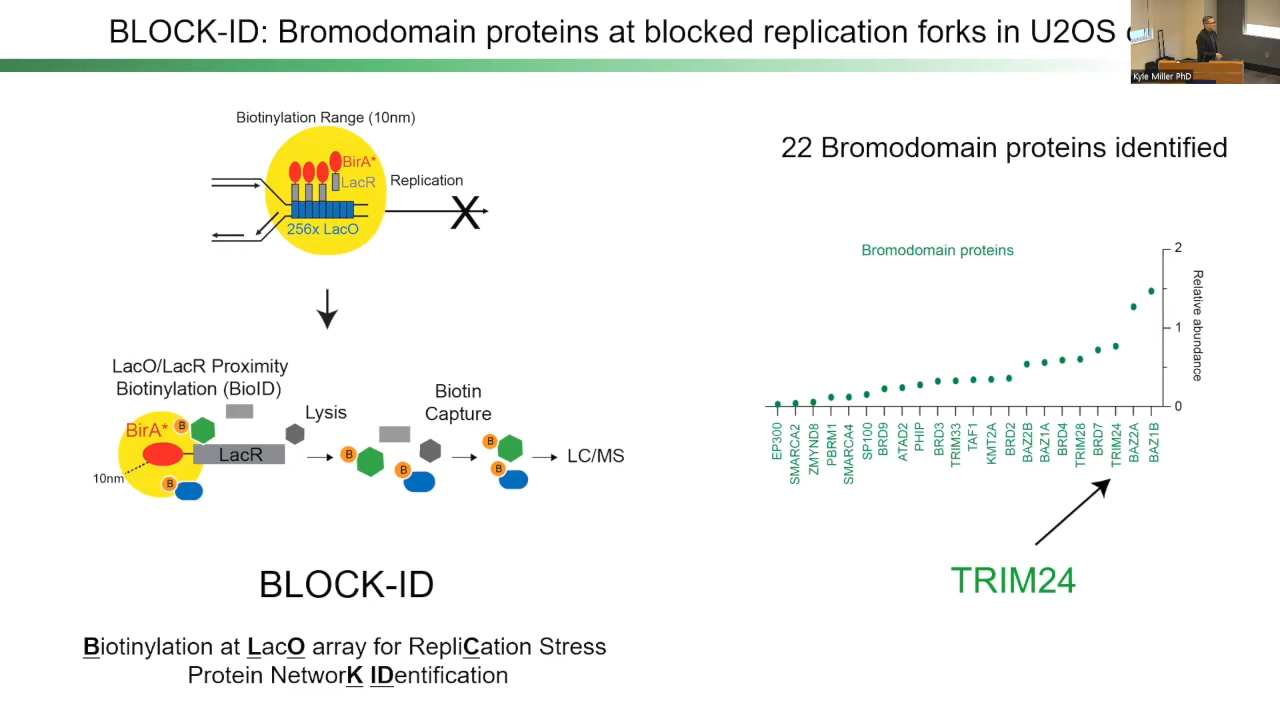 BLOCK-ID: Bromodomain proteins at blocked replication forks in U2OS
Kyle Miller PhD
Biotinylation Range (10nm)
BirA*
LacR
Replication
256x LacO
LacO/LacR Proximity
Biotinylation (BioID)
B
BirA*
LacR
10nm
B
Lysis
B
B
Biotin
Capture
B
B
LC/MS
BLOCK-ID
Biotinylation at LacO array for RepliCation Stress
Protein NetworK IDentification
22 Bromodomain proteins identified
Bromodomain proteins
2
1
0
Relative abundance
EP300
SMARCA2
ZMYND8
PBRM1
SMARCA4
SP100
BRD9
ATAD2
PHIP
BRD3
TRIM33
TAF1
KMT2A
BRD2
BAZ2B
BAZ1A
BRD4
TRIM28
BRD7
TRIM24
BAZ2A
BAZ1B
TRIM24